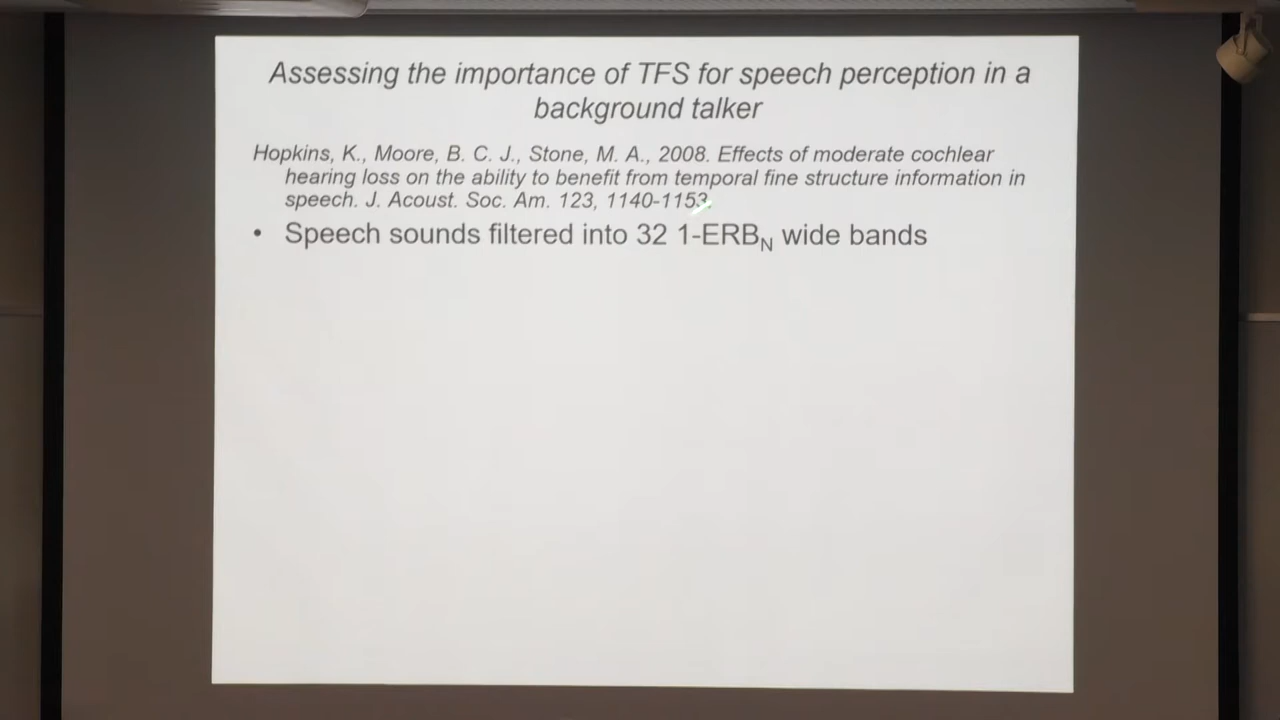 Assessing the importance of TFS for speech perception in a
background talker
Hopkins, K., Moore, B. C. J., Stone, M. A., 2008. Effects of moderate cochlear
hearing loss on the ability to benefit from temporal fine structure information in
speech. J. Acoust. Soc. Am. 123, 1140-1153.
• Speech sounds filtered into 32 1-ERBN wide bands